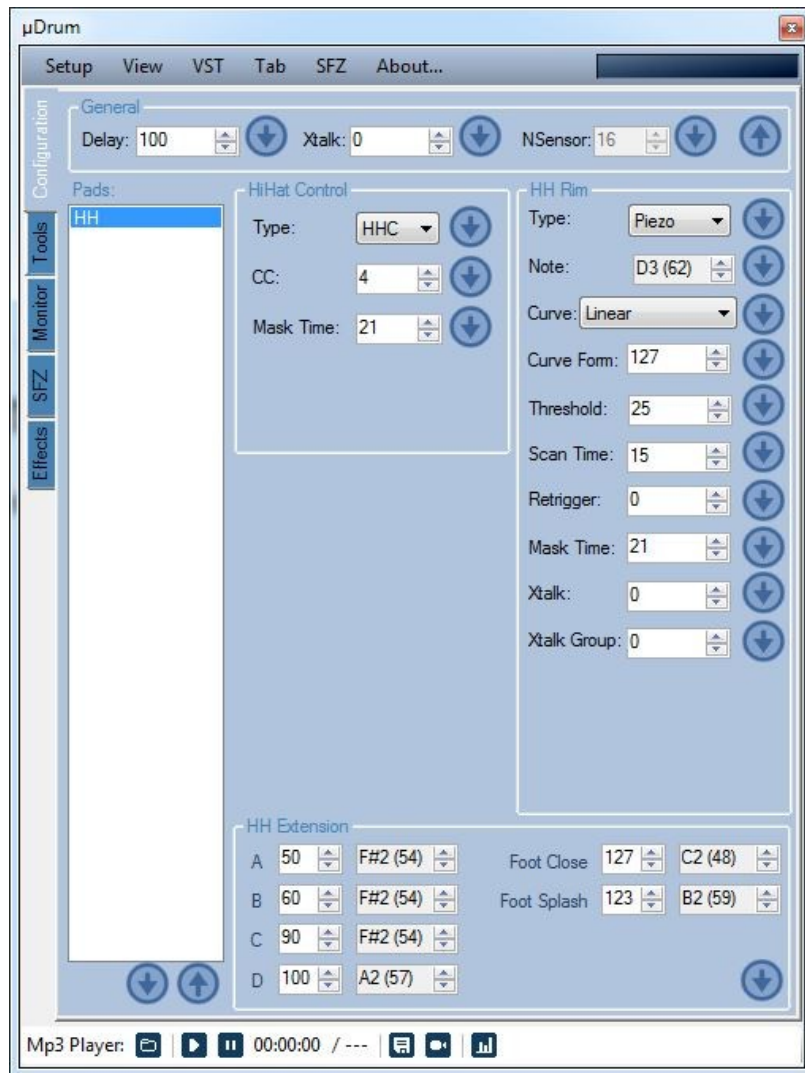 µDrum
Setup View VST Tab SFZ About...
Configuration
Tools
Monitor
SFZ
Effects
General
Delay: 100 Xtalk: 0 NSensor: 16
Pads:
HH
HiHat Control
Type: HHC
CC: 4
Mask Time: 21
HH Rim
Type: Piezo
Note: D3 (62)
Curve: Linear
Curve Form: 127
Threshold: 25
Scan Time: 15
Retrigger: 0
Mask Time: 21
Xtalk: 0
Xtalk Group: 0
HH Extension
A 50 F#2 (54) Foot Close 127 C2 (48)
B 60 F#2 (54) Foot Splash 123 B2 (59)
C 90 F#2 (54)
D 100 A2 (57)
Mp3 Player: 00:00:00 / ---